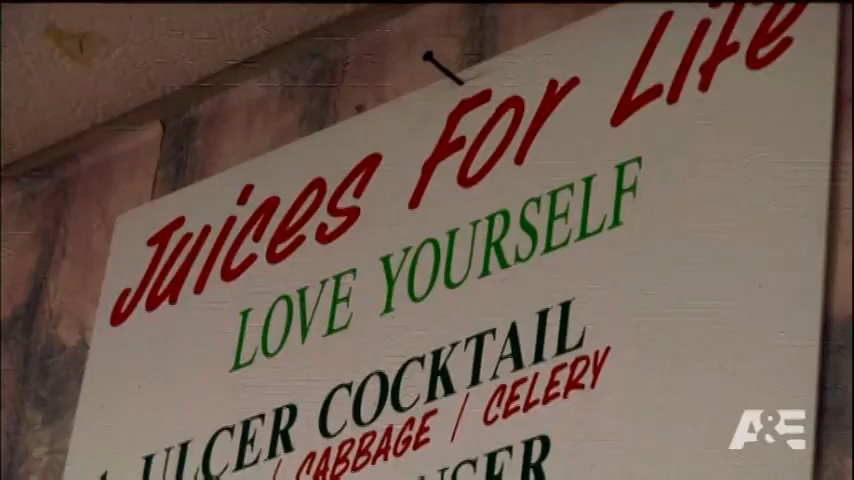 Juices For Life
LOVE YOURSELF
ULCER COCKTAIL
/ CABBAGE / CELERY
A&E